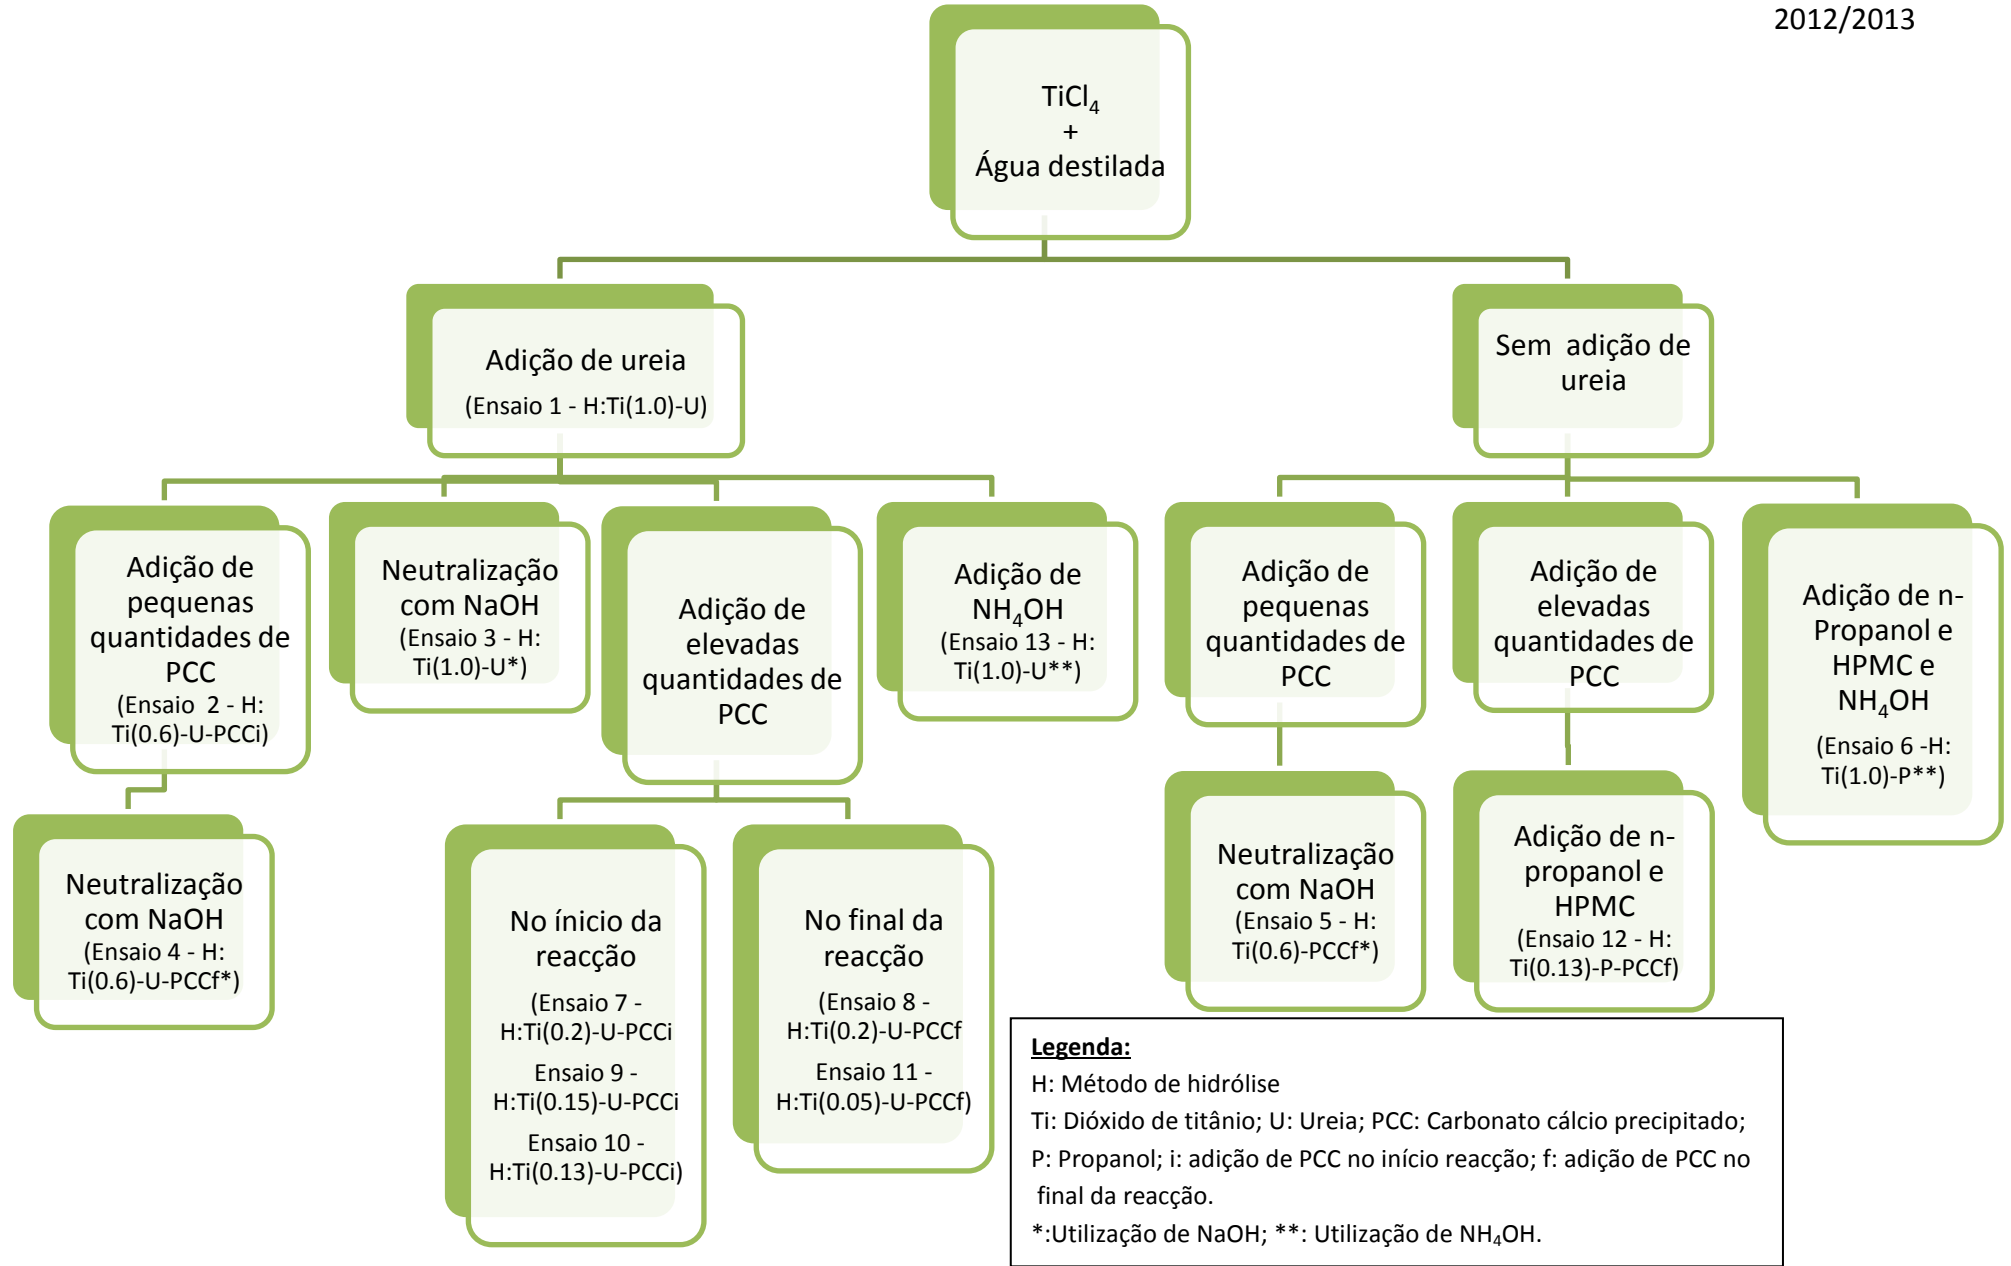 2012/2013
TiCl₄
+
Água destilada
Adição de ureia
(Ensaio 1 - H:Ti(1.0)-U)
Sem adição de
ureia
Adição de
pequenas
quantidades de
PCC
(Ensaio 2 - H:
Ti(0.6)-U-PCCi)
Neutralização
com NaOH
(Ensaio 3 - H:
Ti(1.0)-U*)
Adição de
elevadas
quantidades de
PCC
Adição de
NH₄OH
(Ensaio 13 - H:
Ti(1.0)-U**)
Adição de
pequenas
quantidades de
PCC
Adição de
elevadas
quantidades de
PCC
Adição de n-
Propanol e
HPMC e
NH₄OH
(Ensaio 6 -H:
Ti(1.0)-P**)
Neutralização
com NaOH
(Ensaio 4 - H:
Ti(0.6)-U-PCCf*)
No ínicio da
reacção
(Ensaio 7 -
H:Ti(0.2)-U-PCCi
Ensaio 9 -
H:Ti(0.15)-U-PCCi
Ensaio 10 -
H:Ti(0.13)-U-PCCi)
No final da
reacção
(Ensaio 8 -
H:Ti(0.2)-U-PCCf
Ensaio 11 -
H:Ti(0.05)-U-PCCf)
Neutralização
com NaOH
(Ensaio 5 - H:
Ti(0.6)-PCCf*)
Adição de n-
propanol e
HPMC
(Ensaio 12 - H:
Ti(0.13)-P-PCCf)
Legenda:
H: Método de hidrólise
Ti: Dióxido de titânio; U: Ureia; PCC: Carbonato cálcio precipitado;
P: Propanol; i: adição de PCC no início reacção; f: adição de PCC no
final da reacção.
*:Utilização de NaOH; **: Utilização de NH₄OH.